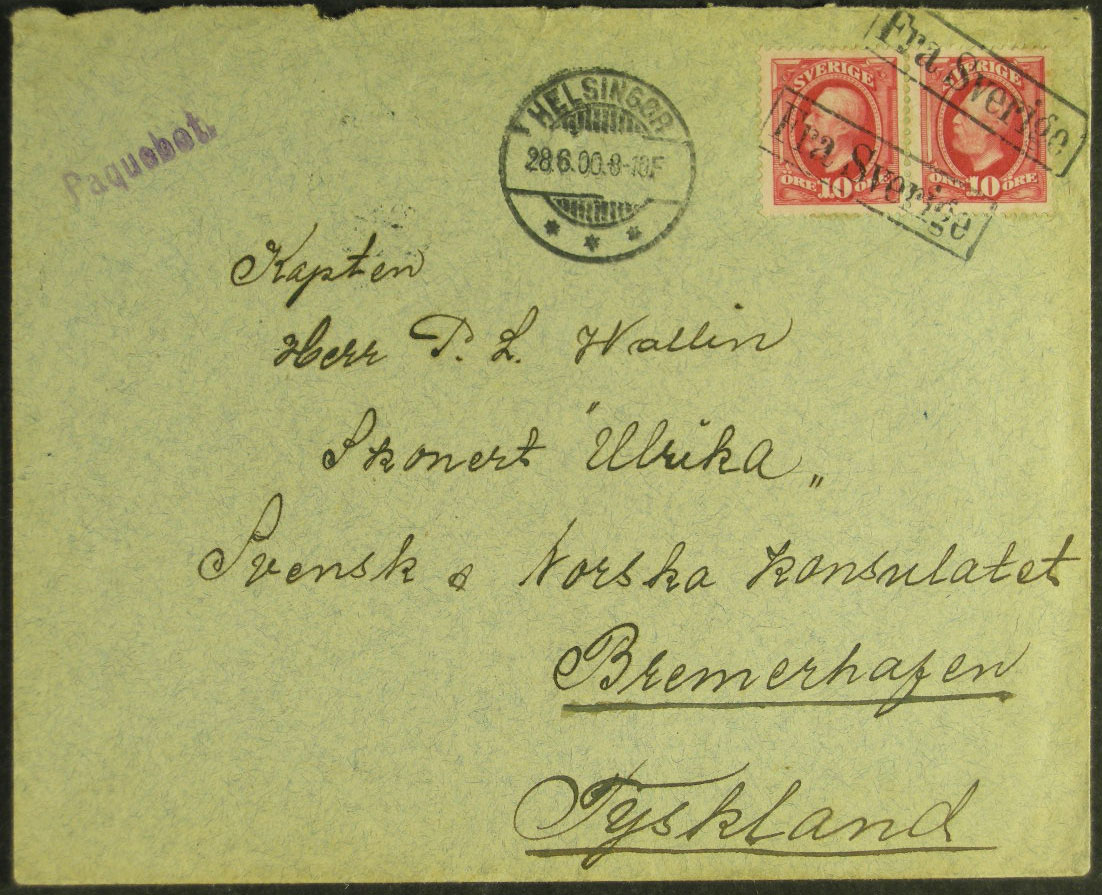 Paquebot.
HELSINGØR
28.6.00.8-10F
SVERIGE
ÖRE 10 ÖRE
SVERIGE
ÖRE 10 ÖRE
Fra Sverige
Fra Sverige
Kapten
Herr P. L. Wallin
Skonert "Ulrika„
Svensk & Norska Konsulatet
Bremerhafen
Tyskland